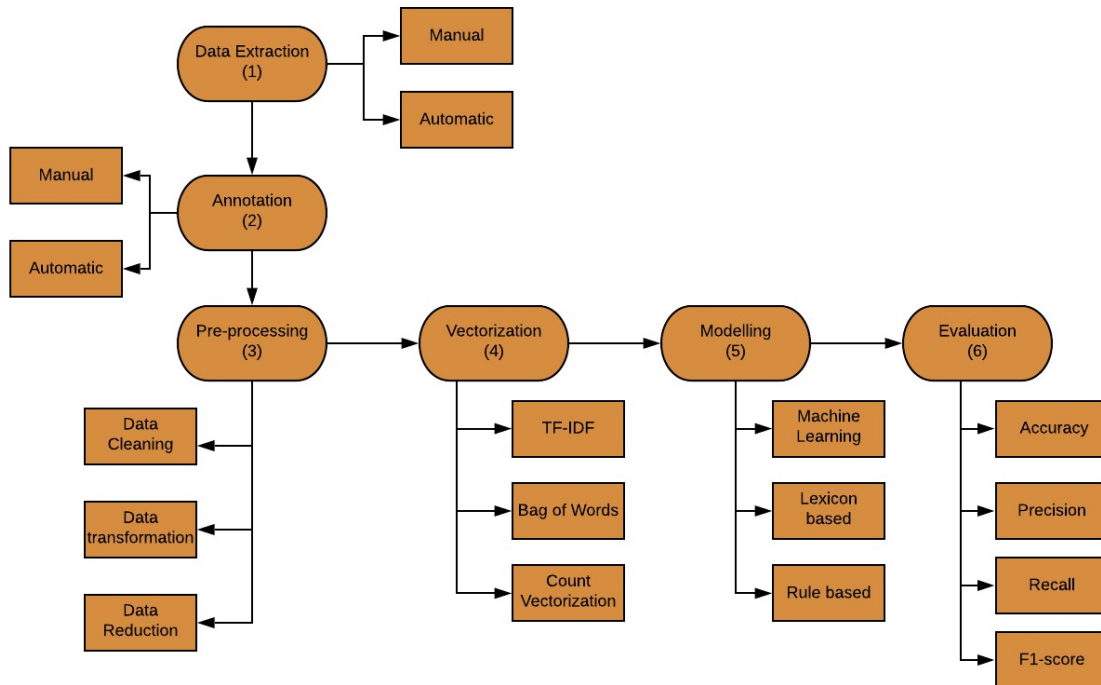 Data Extraction
(1)
Manual
Automatic
Manual
Automatic
Annotation
(2)
Pre-processing
(3)
Vectorization
(4)
Modelling
(5)
Evaluation
(6)
Data
Cleaning
Data
transformation
Data
Reduction
TF-IDF
Bag of Words
Count
Vectorization
Machine
Learning
Lexicon
based
Rule based
Accuracy
Precision
Recall
F1-score